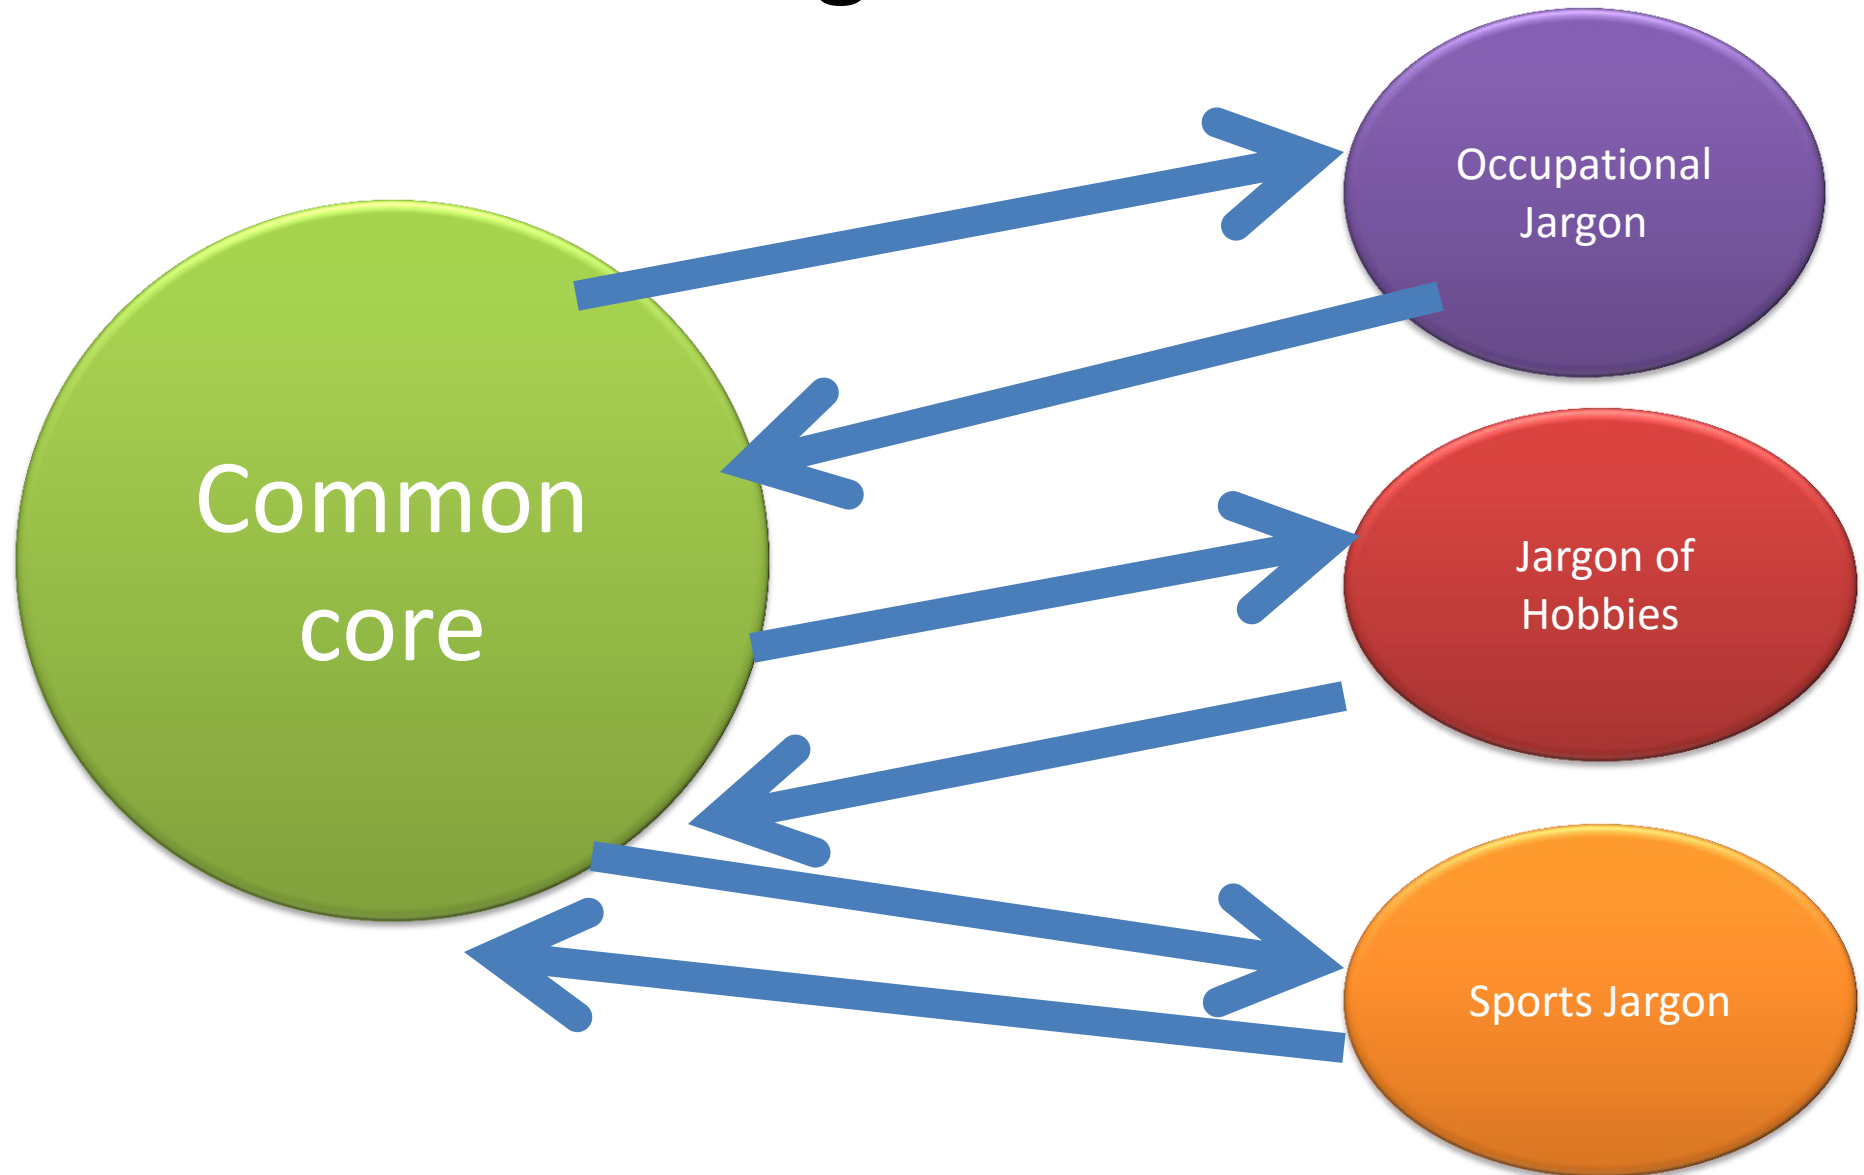 Common
core
Occupational
Jargon
Jargon of
Hobbies
Sports Jargon